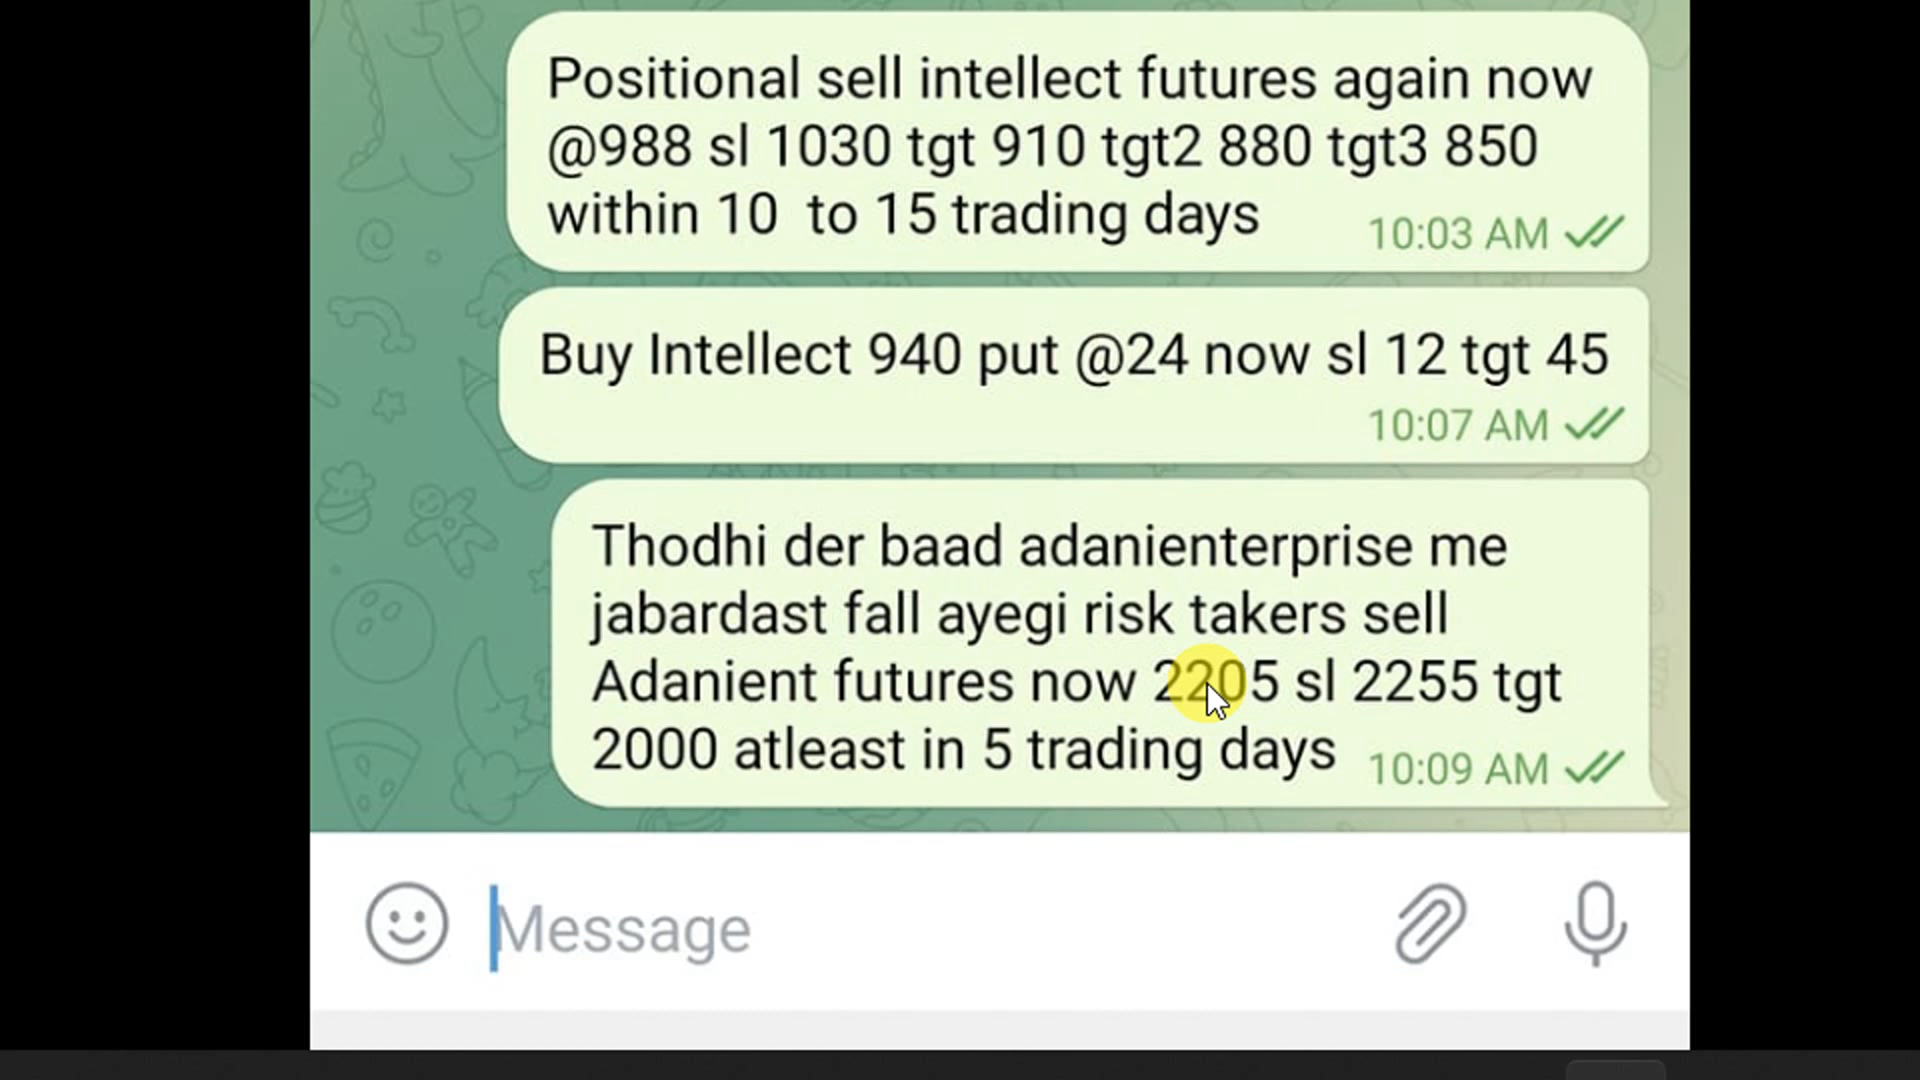 Positional sell intellect futures again now
@988 sl 1030 tgt 910 tgt2 880 tgt3 850
within 10  to 15 trading days
10:03 AM
Buy Intellect 940 put @24 now sl 12 tgt 45
10:07 AM
Thodhi der baad adanienterprise me
jabardast fall ayegi risk takers sell
Adanient futures now 2205 sl 2255 tgt
2000 atleast in 5 trading days
10:09 AM
Message